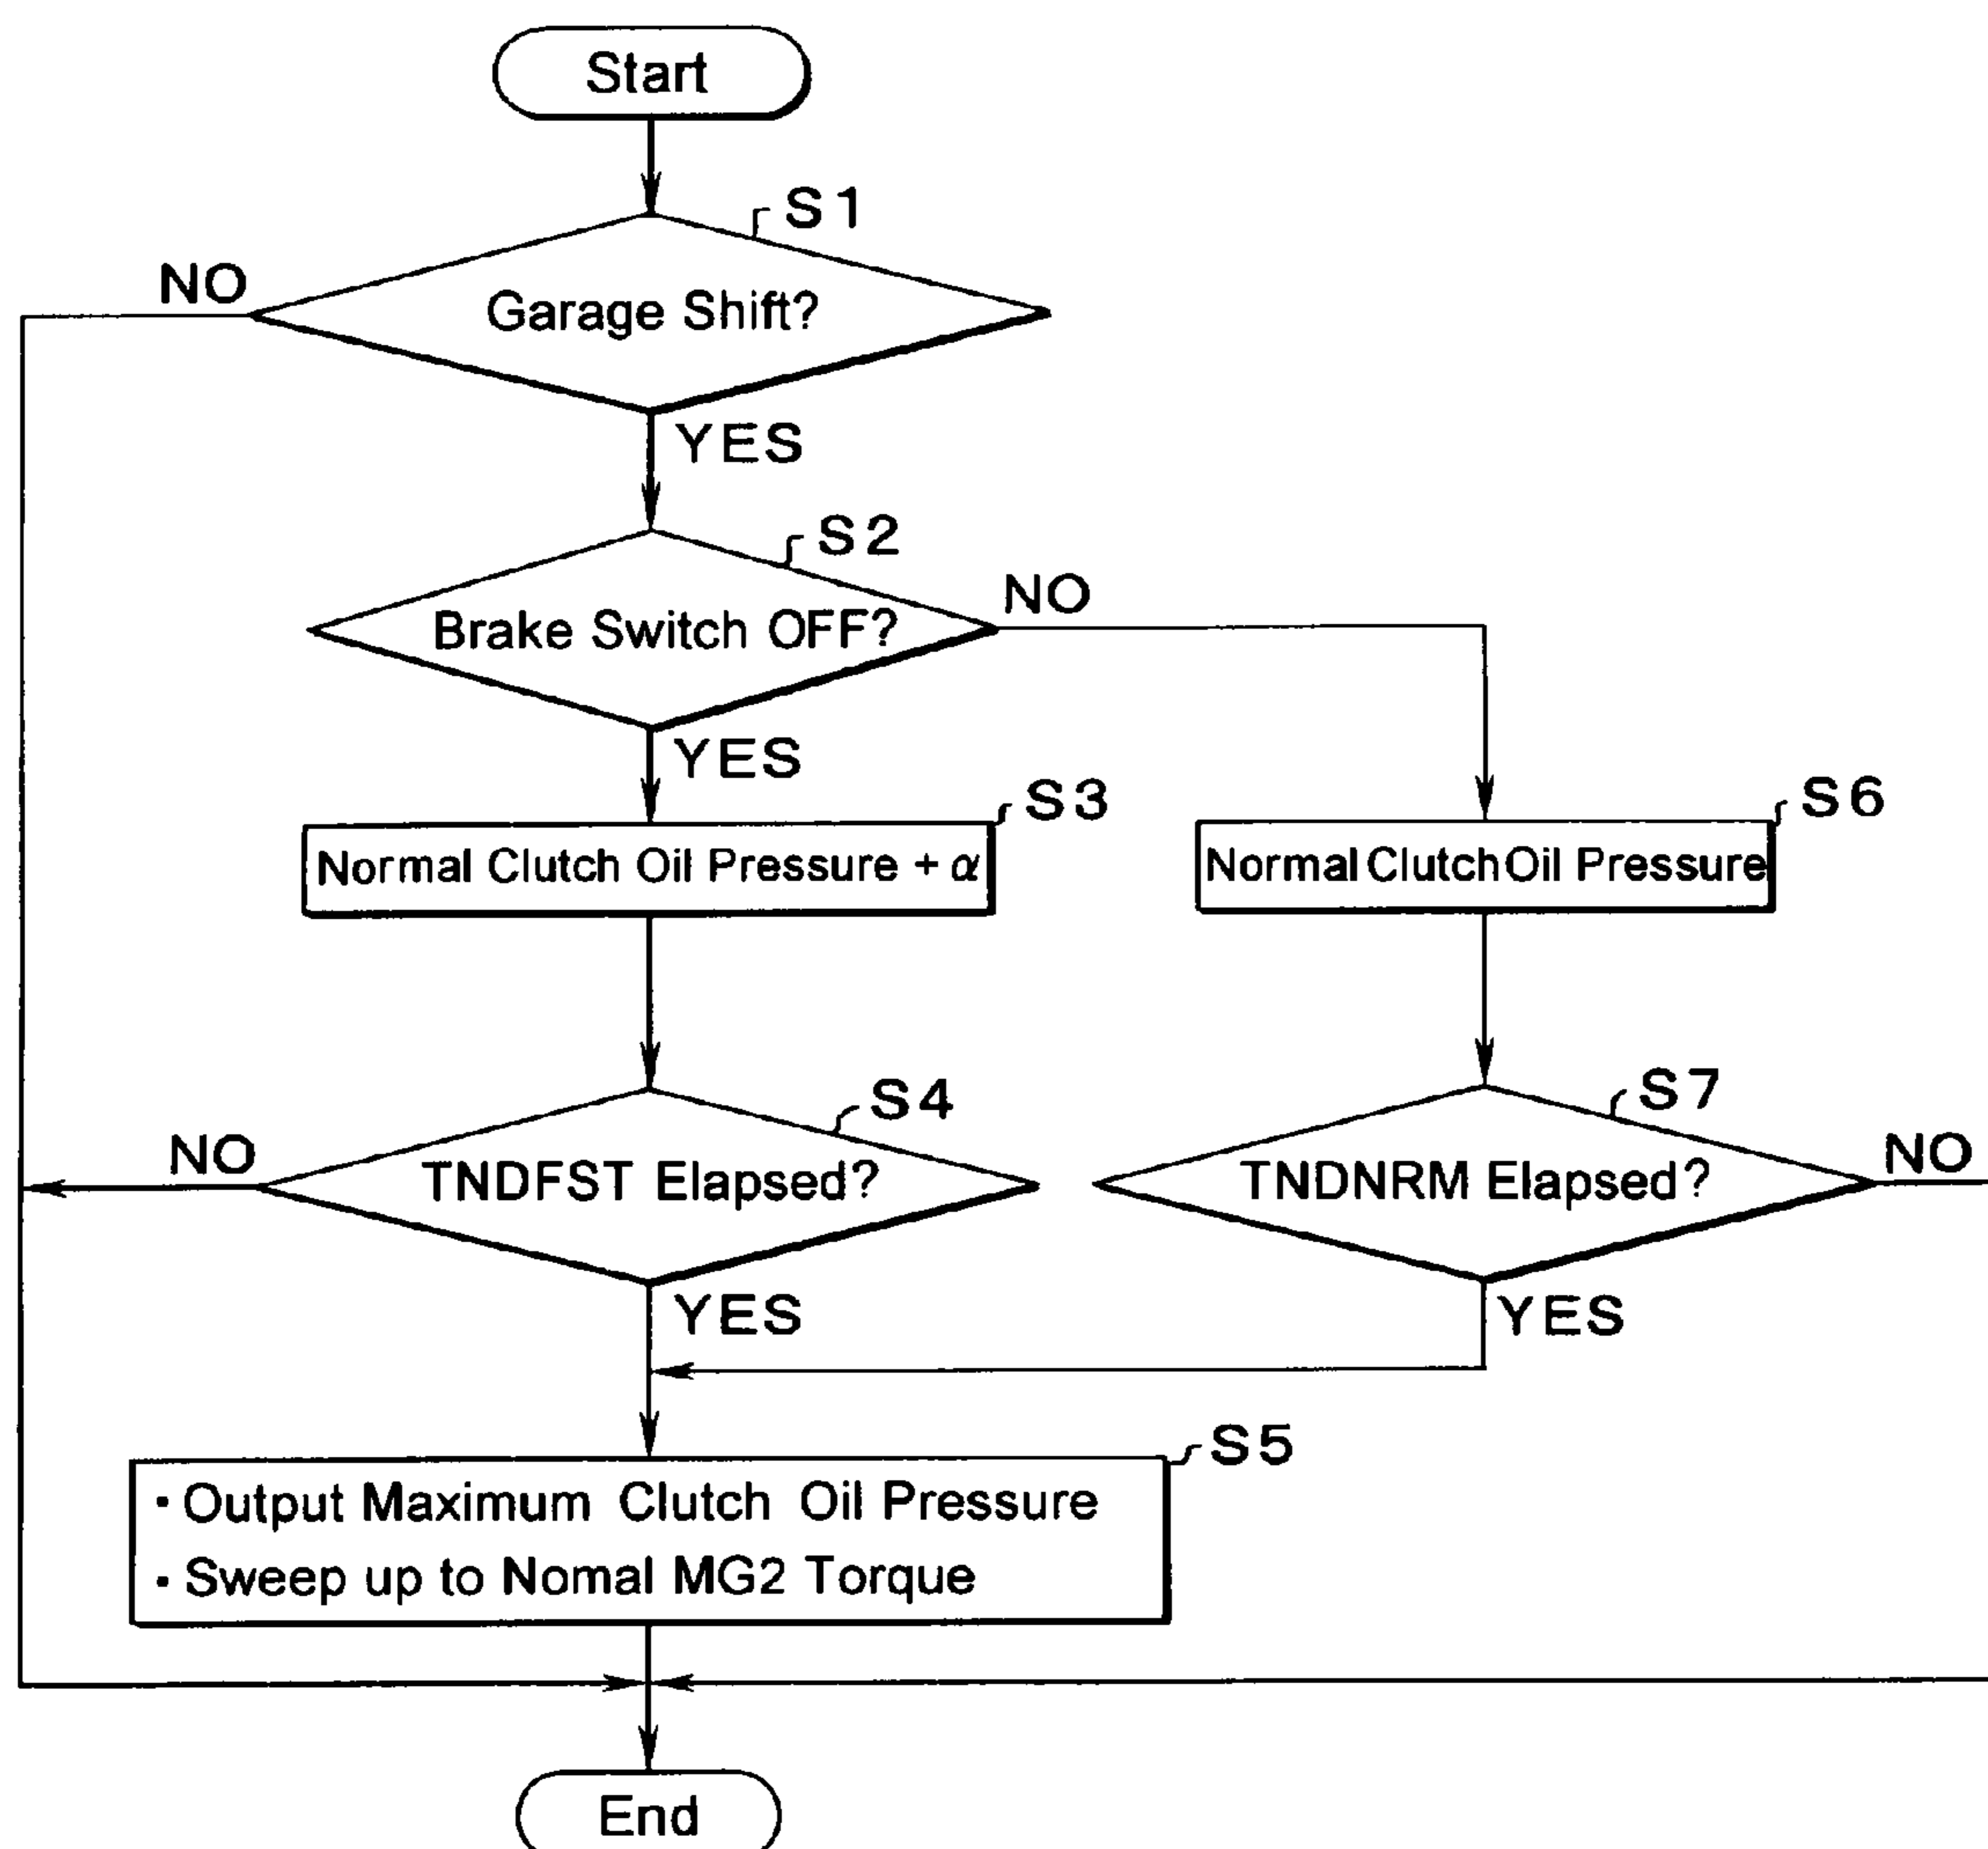 Start
S1
NO
Garage Shift?
YES
S2
NO
Brake Switch OFF?
YES
S3
S6
Normal Clutch Oil Pressure + α
Normal Clutch Oil Pressure
S4
S7
NO
TNDFST Elapsed?
TNDNRM Elapsed?
NO
YES
YES
S5
· Output Maximum Clutch Oil Pressure
· Sweep up to Nomal MG2 Torque
End